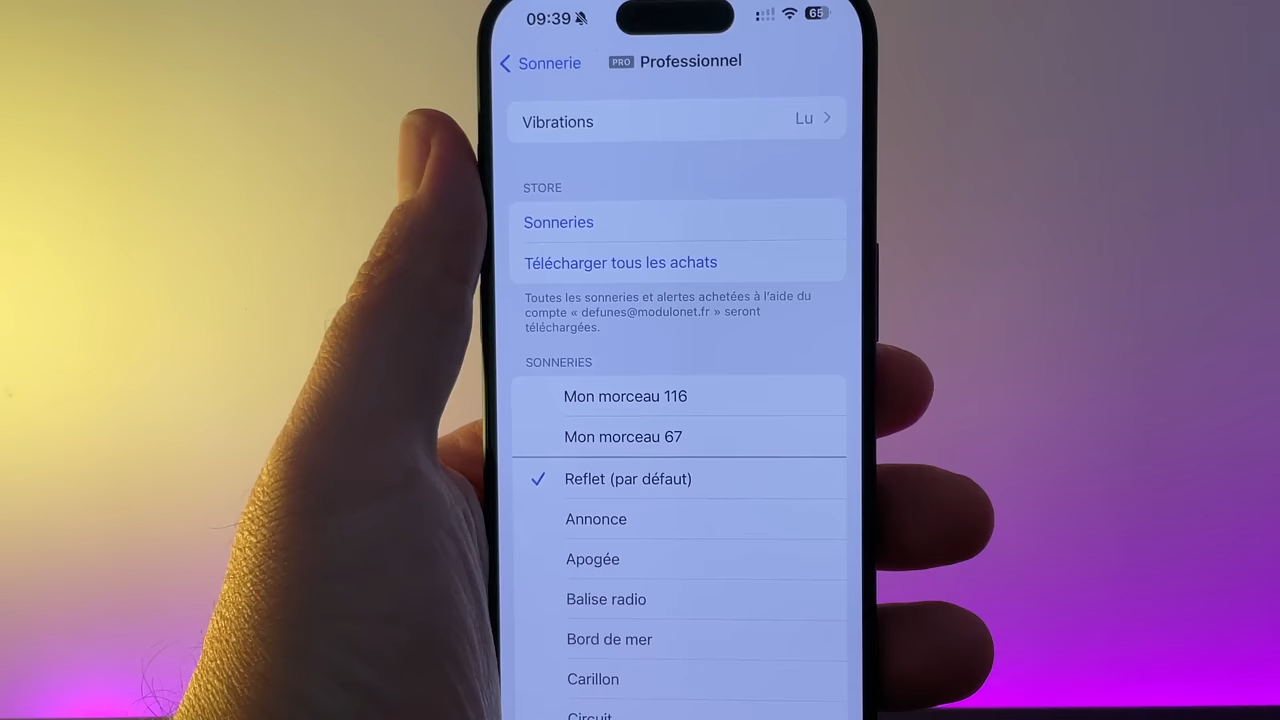 09:39 65
Sonnerie PRO Professionnel
Vibrations Lu
STORE
Sonneries
Télécharger tous les achats
Toutes les sonneries et alertes achetées à l’aide du
compte « defunes@modulonet.fr » seront
téléchargées.
SONNERIES
Mon morceau 116
Mon morceau 67
Reflet (par défaut)
Annonce
Apogée
Balise radio
Bord de mer
Carillon
Circuit